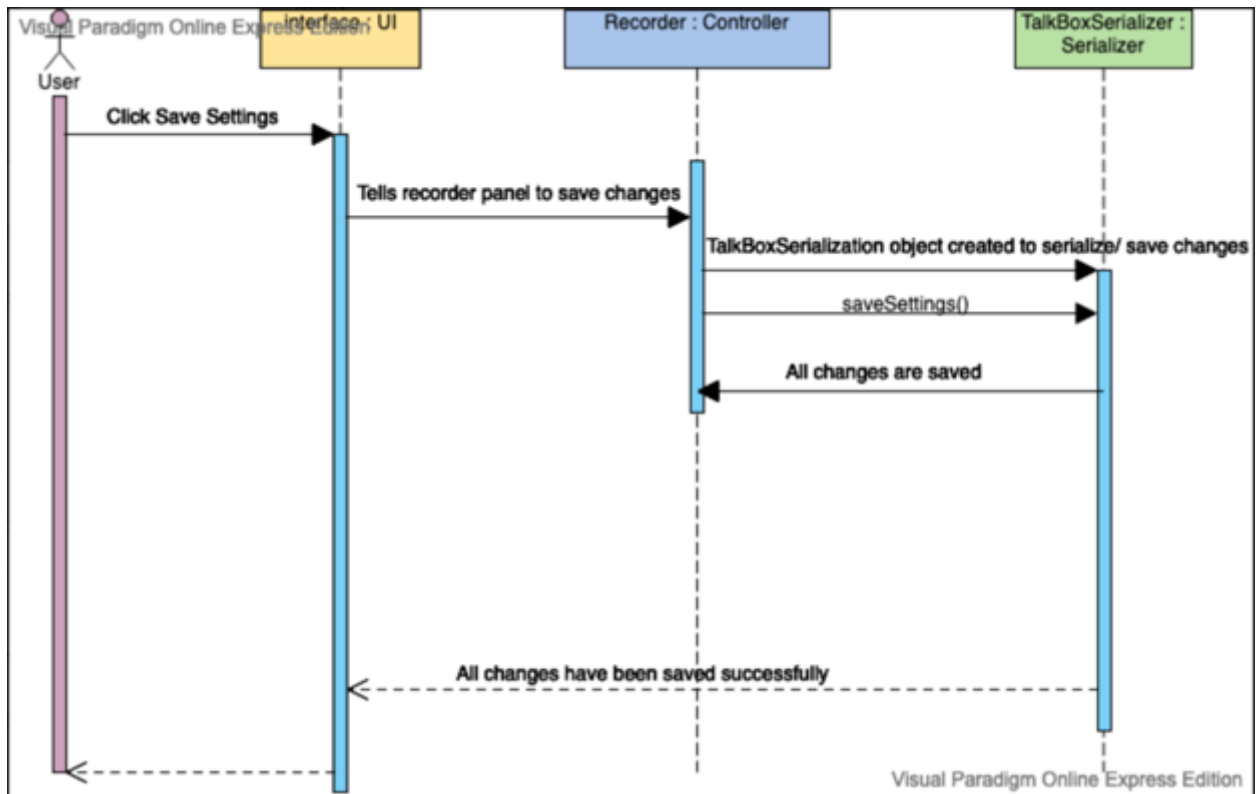 Visual Paradigm Online Express Edition
interface : UI
Recorder : Controller
TalkBoxSerializer :
Serializer
User
Click Save Settings
Tells recorder panel to save changes
TalkBoxSerialization object created to serialize/ save changes
saveSettings()
All changes are saved
All changes have been saved successfully
Visual Paradigm Online Express Edition